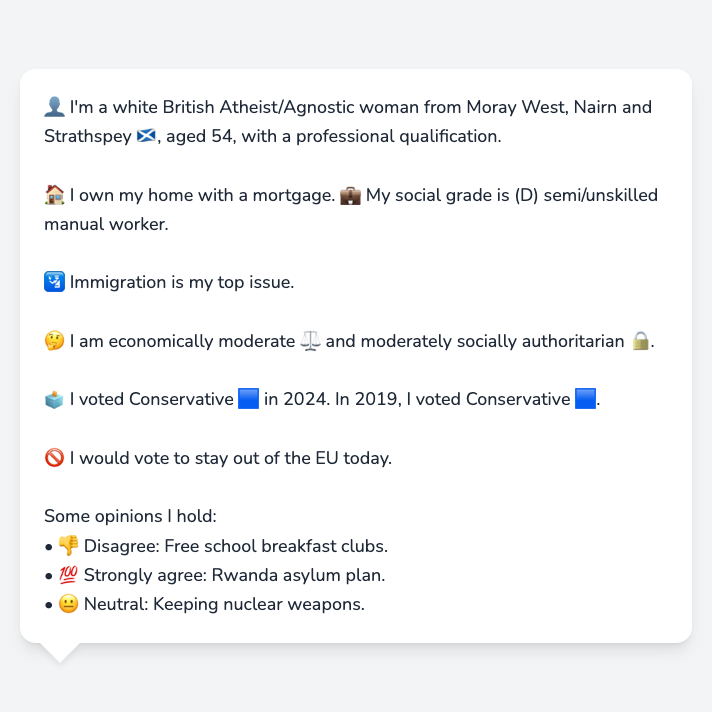 👤 I'm a white British Atheist/Agnostic woman from Moray West, Nairn and
Strathspey 🏴󠁧󠁢󠁳󠁣󠁴󠁿, aged 54, with a professional qualification.
🏠 I own my home with a mortgage. 💼 My social grade is (D) semi/unskilled
manual worker.
🛂 Immigration is my top issue.
🤔 I am economically moderate ⚖️ and moderately socially authoritarian 🔒.
🗳️ I voted Conservative 🟦 in 2024. In 2019, I voted Conservative 🟦.
🚫 I would vote to stay out of the EU today.
Some opinions I hold:
• 👎 Disagree: Free school breakfast clubs.
• 💯 Strongly agree: Rwanda asylum plan.
• 😐 Neutral: Keeping nuclear weapons.